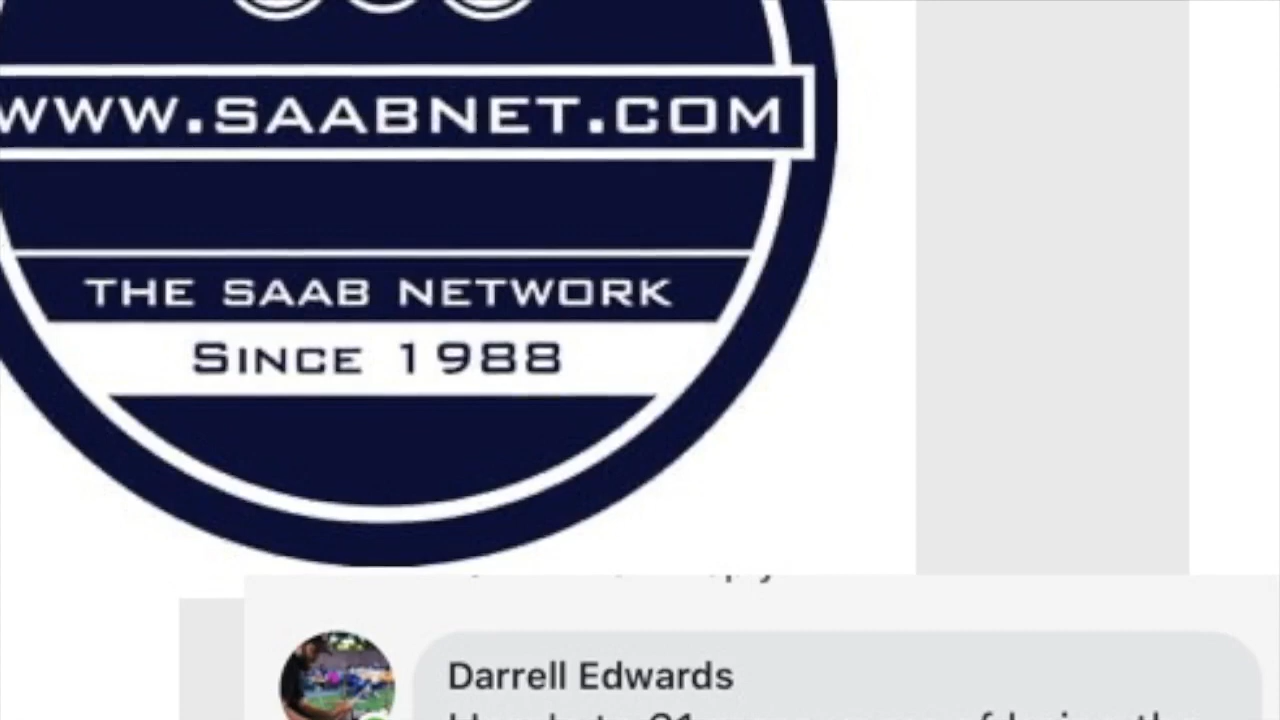 WWW.SAABNET.COM
THE SAAB NETWORK
SINCE 1988
Darrell Edwards